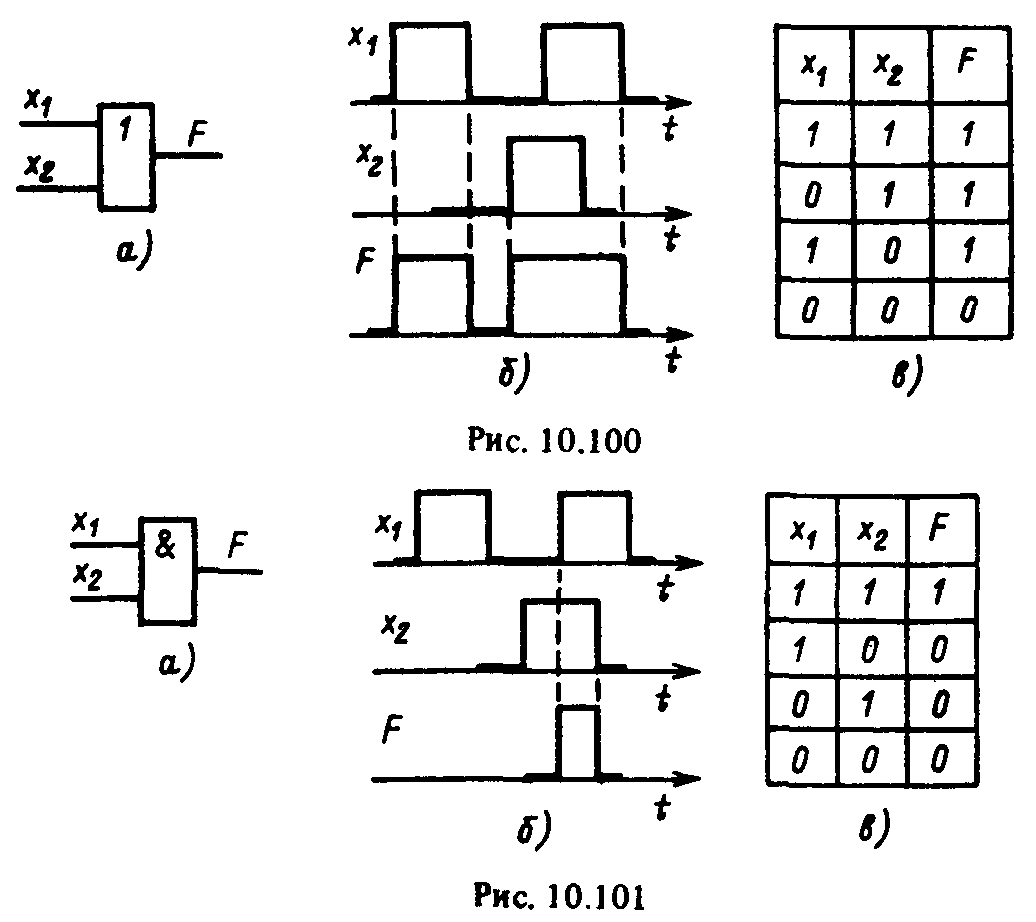 x₁
x₂
1
F
а)
x₁
t
x₂
t
F
t
б)
x₁ x₂ F
1 1 1
0 1 1
1 0 1
0 0 0
в)
Рис. 10.100
x₁
x₂
&
F
а)
x₁
t
x₂
t
F
t
б)
x₁ x₂ F
1 1 1
1 0 0
0 1 0
0 0 0
в)
Рис. 10.101